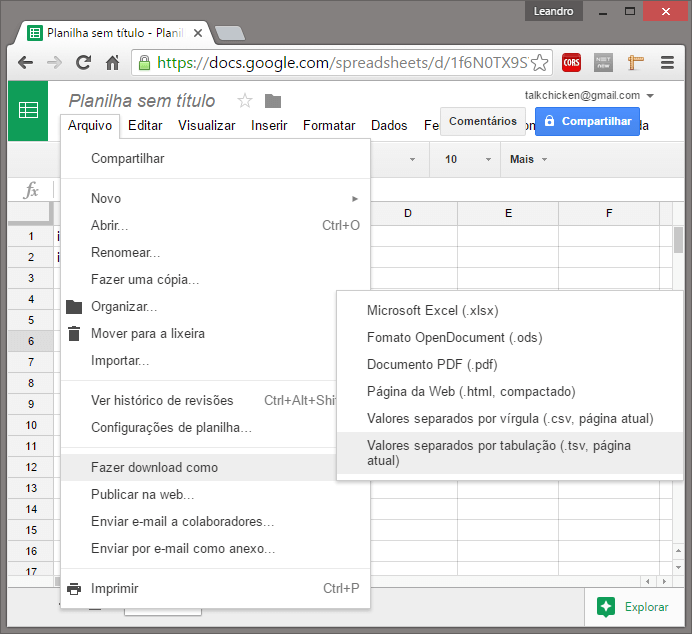 Leandro
Planilha sem título - Planil
https://docs.google.com/spreadsheets/d/1f6N0TX9S
CORS
NSET
new
Planilha sem título
talkchicken@gmail.com
Arquivo Editar Visualizar Inserir Formatar Dados Fe
Comentários
Compartilhar
da
10 Mais
fx
Compartilhar
Novo
Abrir... Ctrl+O
Renomear...
Fazer uma cópia...
Organizar...
Mover para a lixeira
Importar...
Ver histórico de revisões Ctrl+Alt+Shi
Configurações de planilha...
Fazer download como
Publicar na web...
Enviar e-mail a colaboradores...
Enviar por e-mail como anexo...
Imprimir Ctrl+P
Microsoft Excel (.xlsx)
Fomato OpenDocument (.ods)
Documento PDF (.pdf)
Página da Web (.html, compactado)
Valores separados por vírgula (.csv, página atual)
Valores separados por tabulação (.tsv, página
atual)
D E F
1
2
3
4
5
6
7
8
9
10
11
12
13
14
15
16
17
Explorar